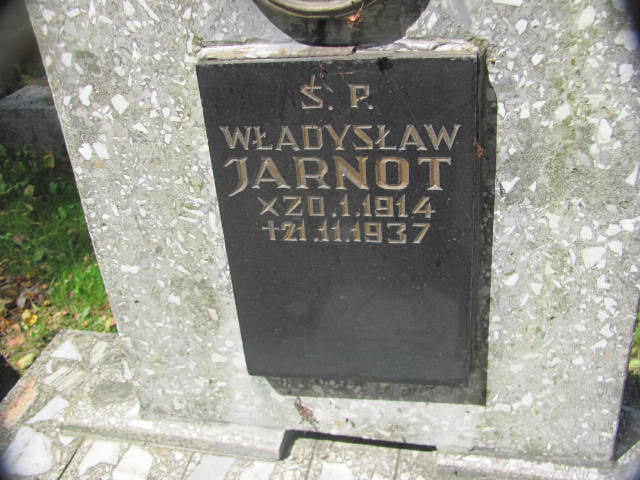 Ś. P.
WŁADYSŁAW
JARNOT
×20.1.1914
†21.11.1937